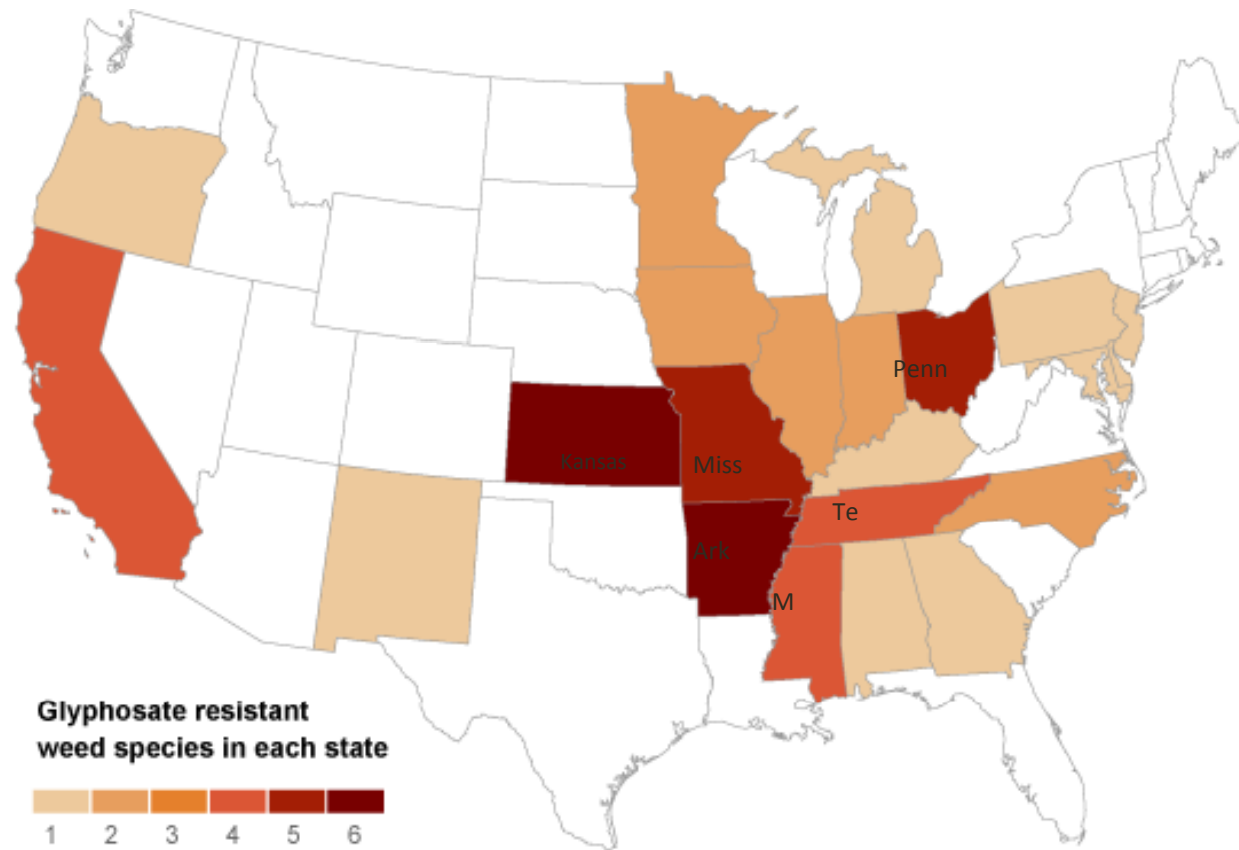 Penn
Kansas
Miss
Te
Ark
M
Glyphosate resistant
weed species in each state
1 2 3 4 5 6